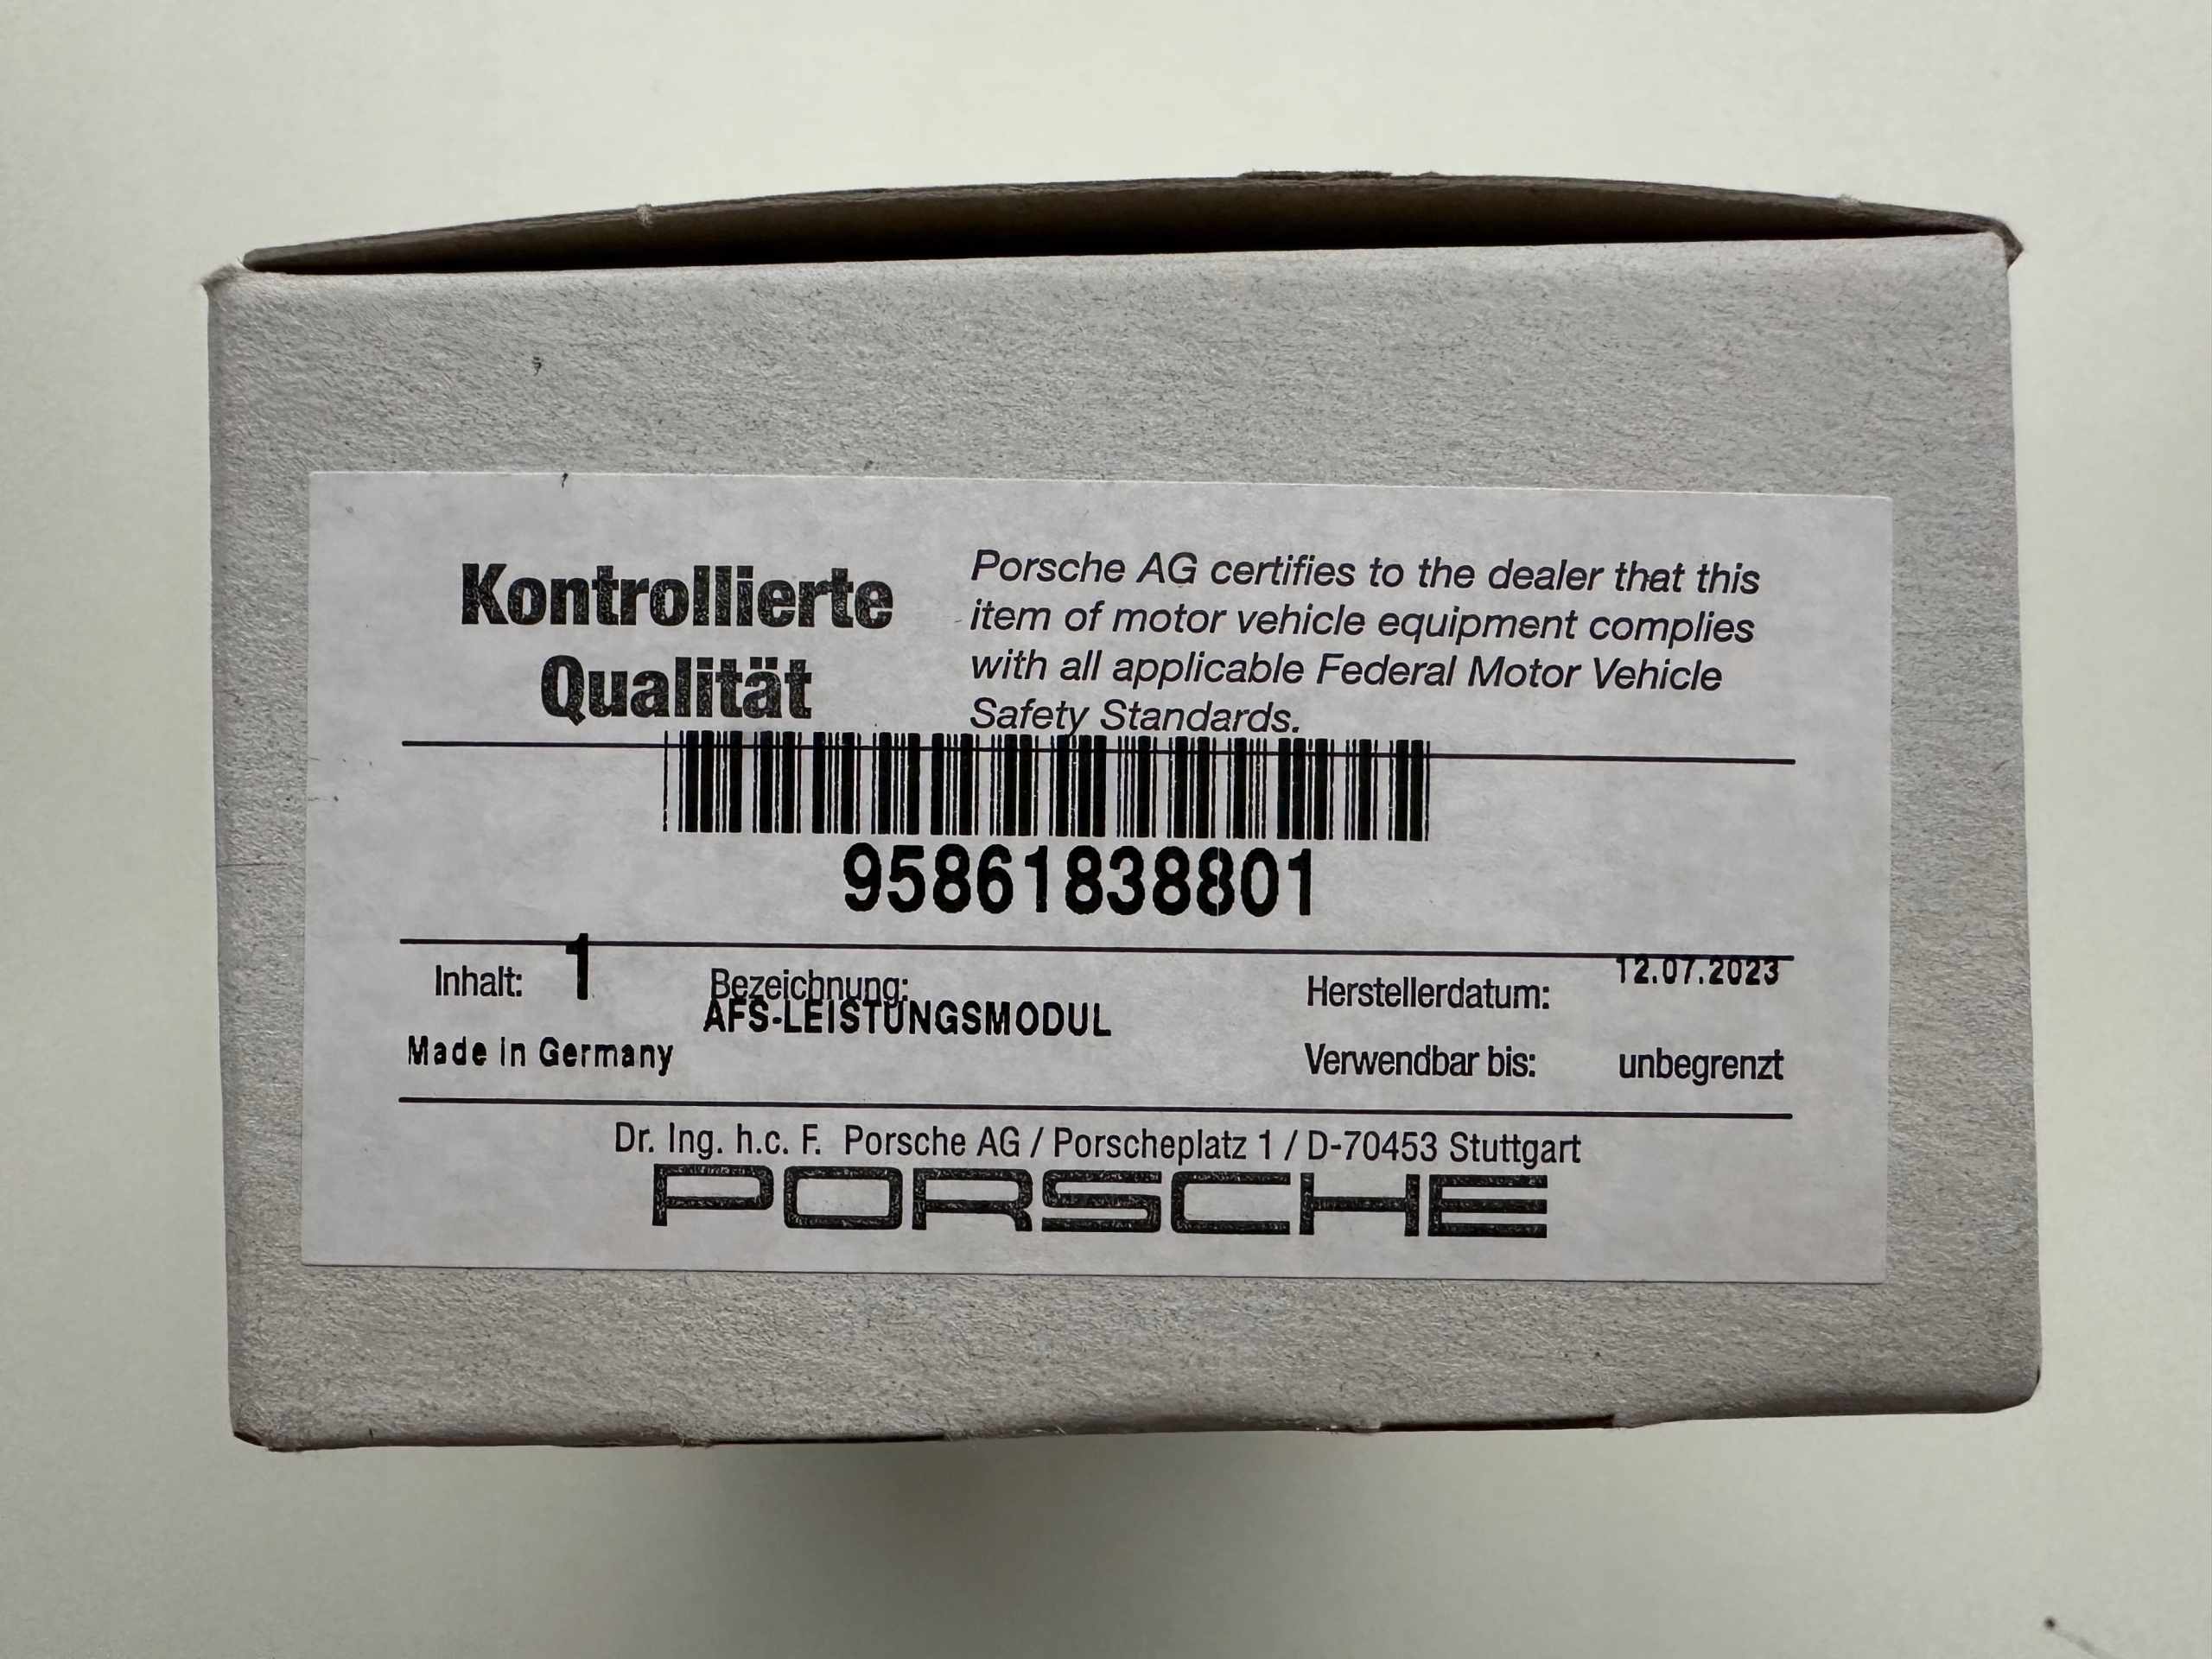 Kontrollierte
Qualität
Porsche AG certifies to the dealer that this
item of motor vehicle equipment complies
with all applicable Federal Motor Vehicle
Safety Standards.
95861838801
Inhalt: 1
Bezeichnung:
AFS-LEISTUNGSMODUL
Herstellerdatum: 12.07.2023
Made in Germany
Verwendbar bis: unbegrenzt
Dr. Ing. h.c. F. Porsche AG / Porscheplatz 1 / D-70453 Stuttgart
PORSCHE